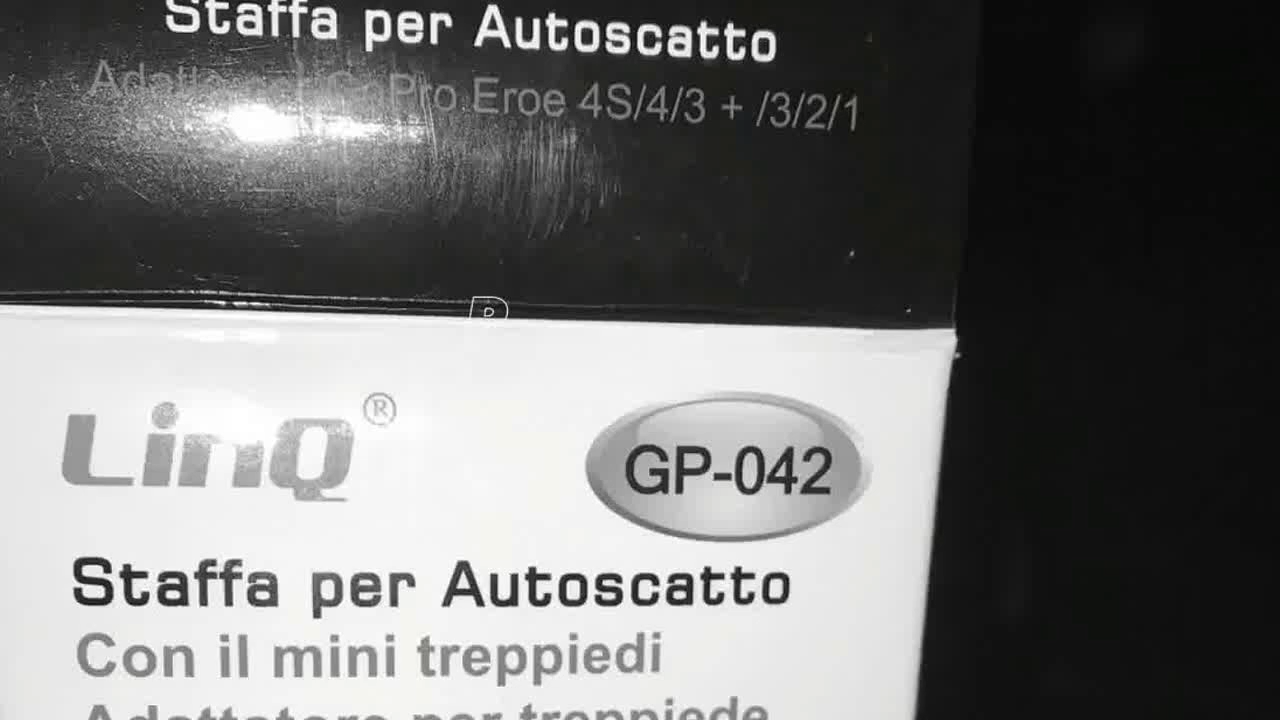 Staffa per Autoscatto
Adatto per GoPro Eroe 4S/4/3 + /3/2/1
LinQ ®
GP-042
Staffa per Autoscatto
Con il mini treppiedi
Adattatore per treppiede